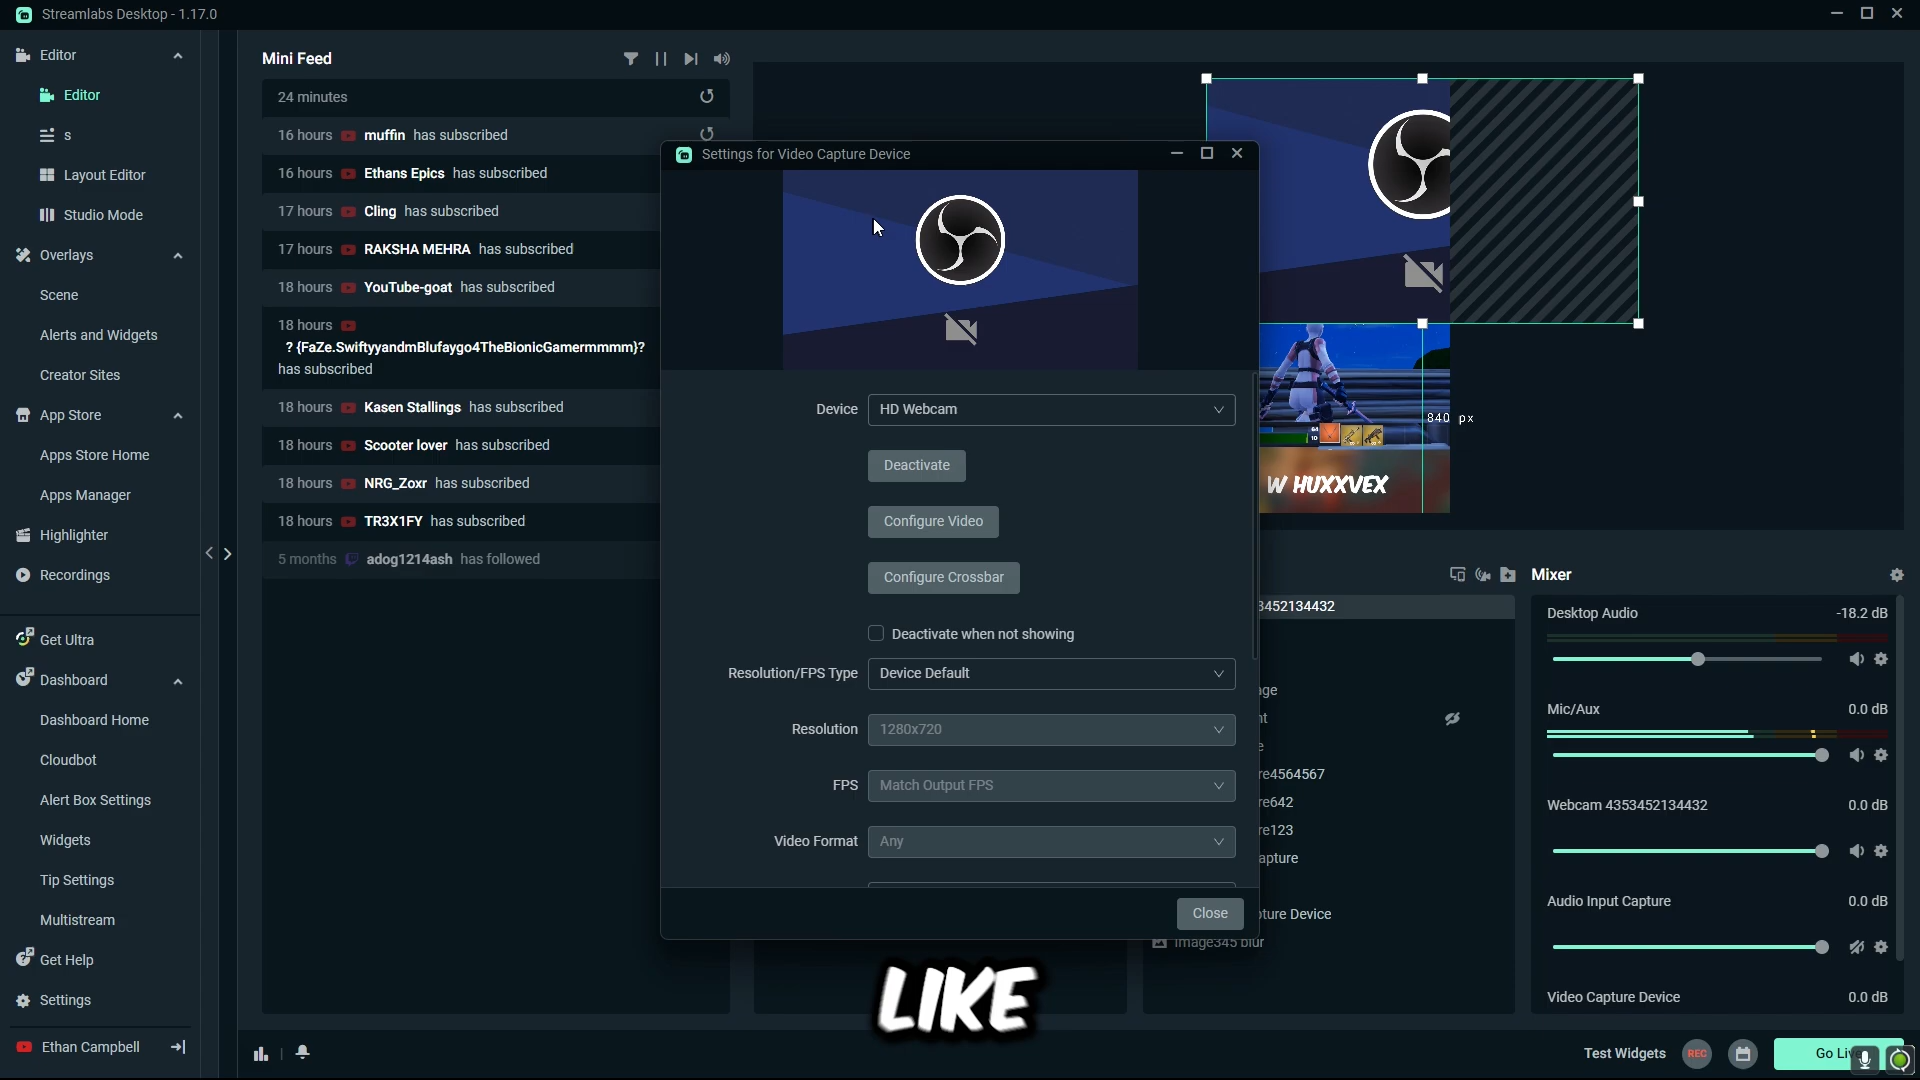 Streamlabs Desktop - 1.17.0
Editor
Editor
s
Layout Editor
Studio Mode
Overlays
Scene
Alerts and Widgets
Creator Sites
App Store
Apps Store Home
Apps Manager
Highlighter
Recordings
Get Ultra
Dashboard
Dashboard Home
Cloudbot
Alert Box Settings
Widgets
Tip Settings
Multistream
Get Help
Settings
Ethan Campbell
Mini Feed
24 minutes
16 hours muffin has subscribed
16 hours Ethans Epics has subscribed
17 hours Cling has subscribed
17 hours RAKSHA MEHRA has subscribed
18 hours YouTube-goat has subscribed
18 hours
? {FaZe.SwiftyyandmBlufaygo4TheBionicGamermmmm}?
has subscribed
18 hours Kasen Stallings has subscribed
18 hours Scooter lover has subscribed
18 hours NRG_Zoxr has subscribed
18 hours TR3X1FY has subscribed
5 months adog1214ash has followed
Settings for Video Capture Device
Device HD Webcam
Deactivate
Configure Video
Configure Crossbar
Deactivate when not showing
Resolution/FPS Type Device Default
Resolution 1280x720
FPS Match Output FPS
Video Format Any
Close
840 px
W HUXXVEX
3452134432
ge
nt
e
re4564567
re642
re123
apture
ture Device
Image345 blur
Mixer
Desktop Audio -18.2 dB
Mic/Aux 0.0 dB
Webcam 4353452134432 0.0 dB
Audio Input Capture 0.0 dB
Video Capture Device 0.0 dB
LIKE
Test Widgets
REC
Go Live